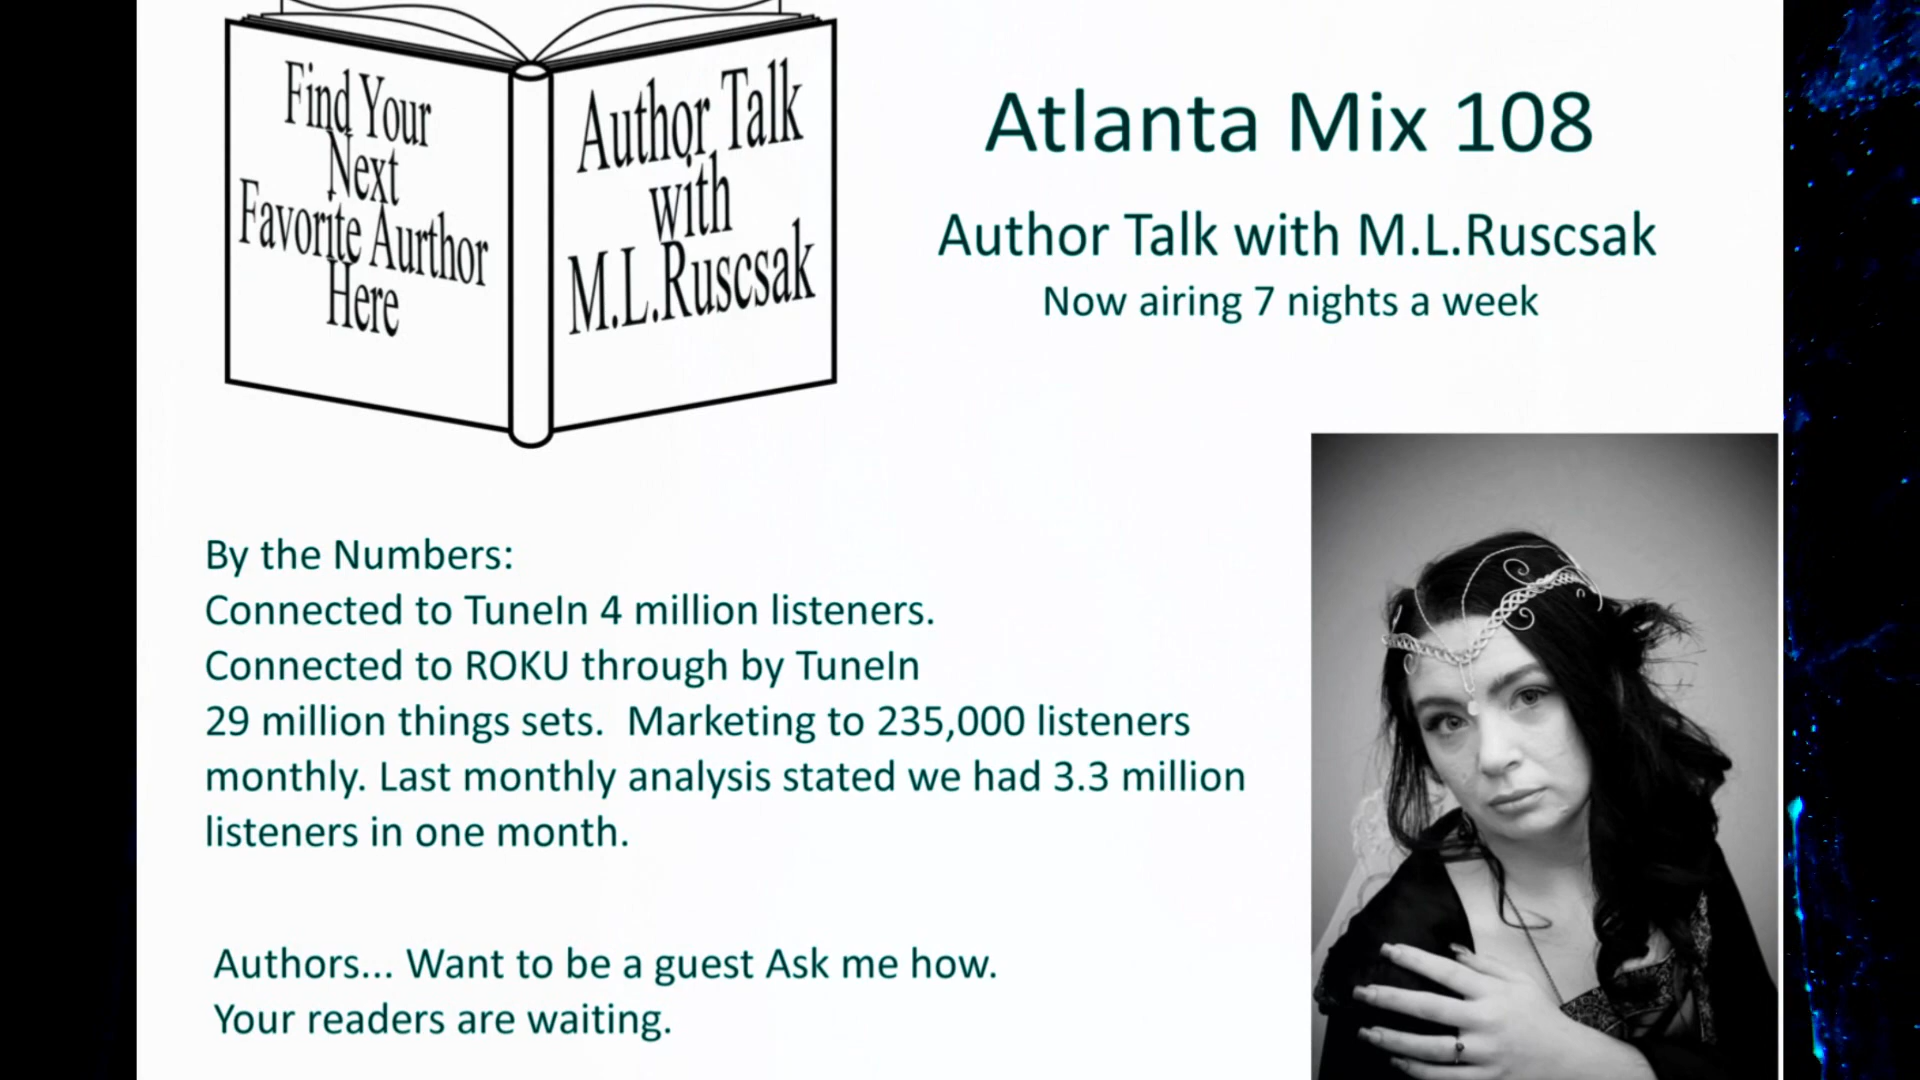 Find Your
Next
Favorite Aurthor
Here
Author Talk
with
M.L.Ruscsak
Atlanta Mix 108
Author Talk with M.L.Ruscsak
Now airing 7 nights a week
By the Numbers:
Connected to TuneIn 4 million listeners.
Connected to ROKU through by TuneIn
29 million things sets.  Marketing to 235,000 listeners
monthly. Last monthly analysis stated we had 3.3 million
listeners in one month.
Authors... Want to be a guest Ask me how.
Your readers are waiting.